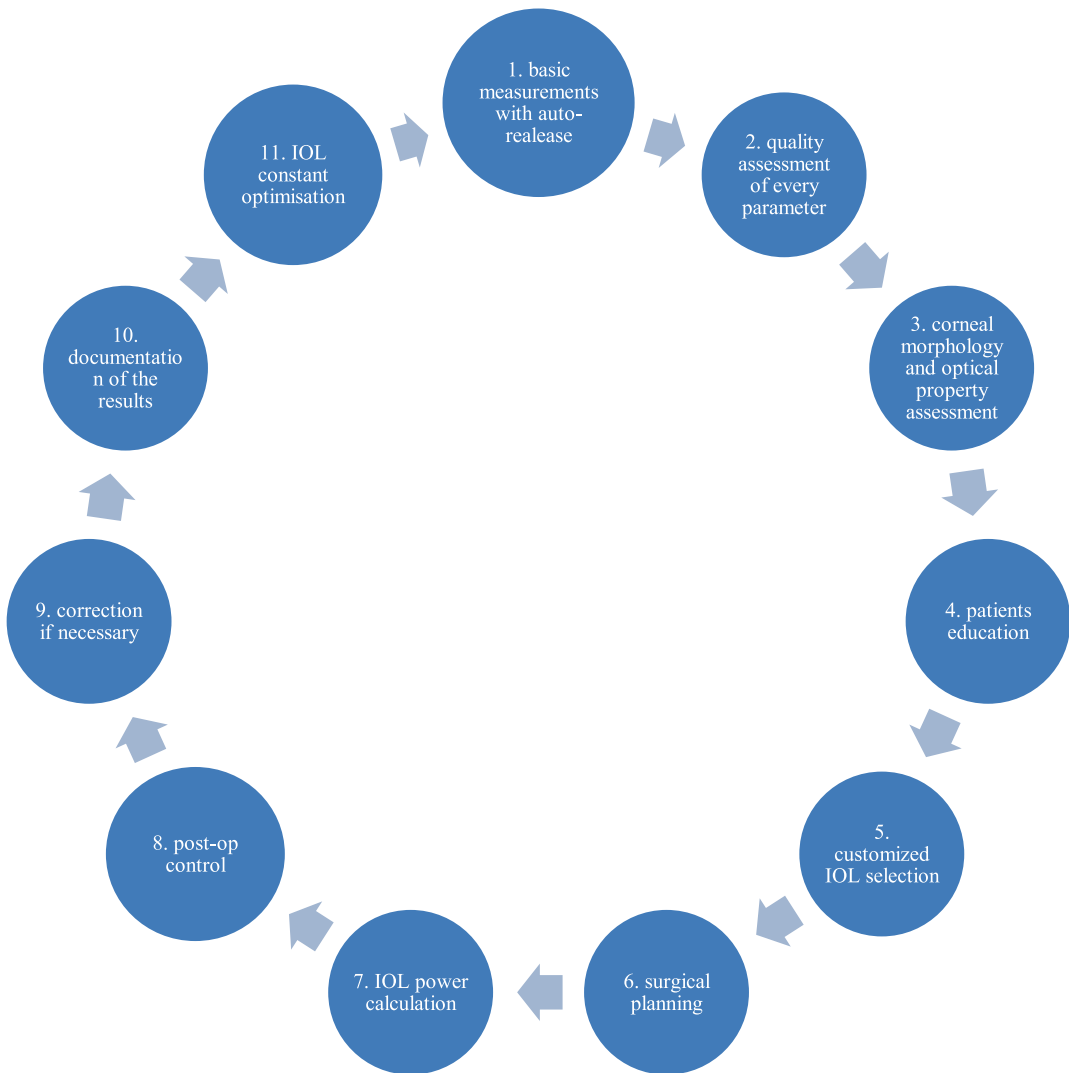 1. basic
measurements
with auto-
realease
2. quality
assessment
of every
parameter
3. corneal
morphology
and optical
property
assessment
4. patients
education
5.
customized
IOL selection
6. surgical
planning
7. IOL power
calculation
8. post-op
control
9. correction
if necessary
10.
documentatio
n of the
results
11. IOL
constant
optimisation